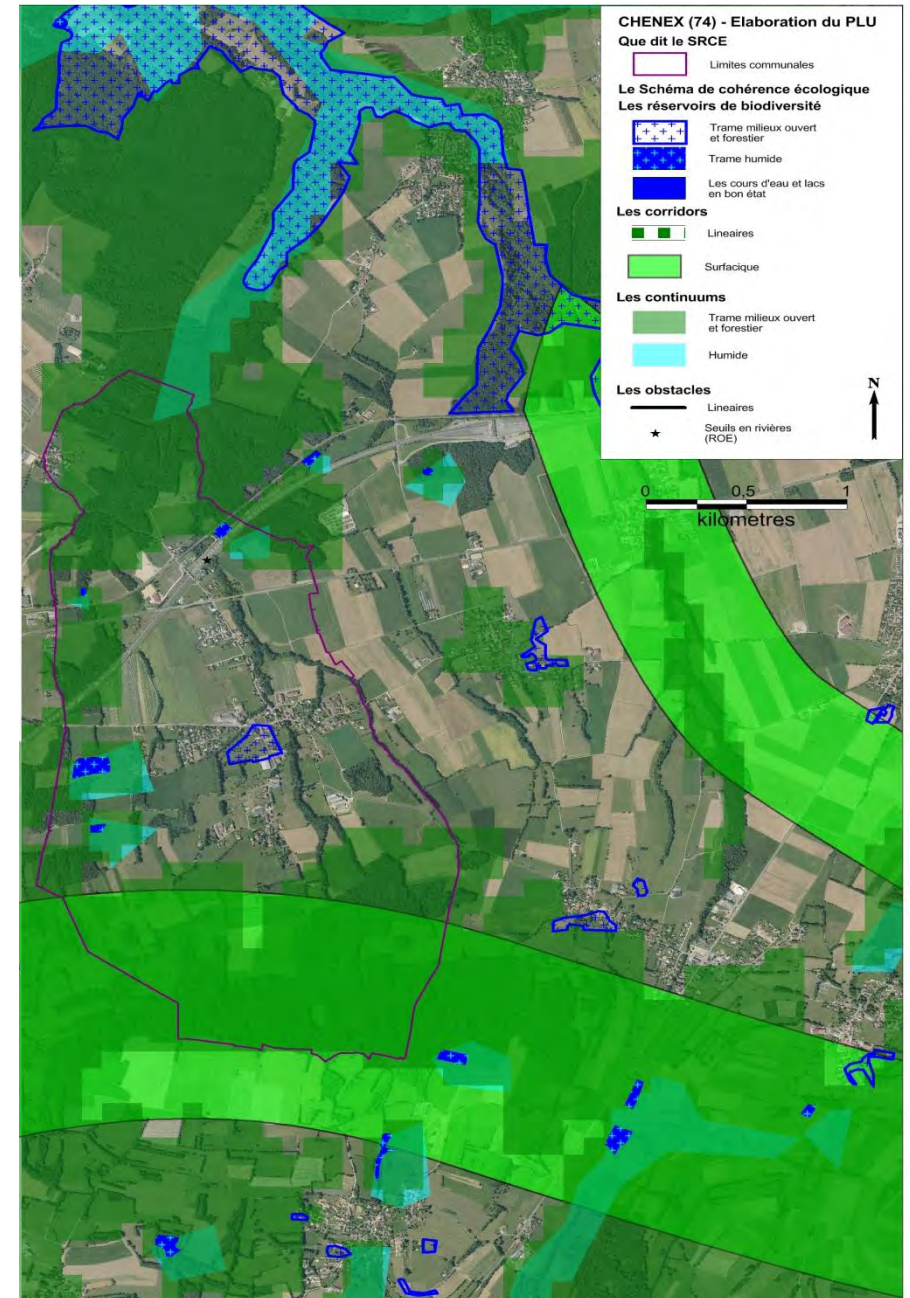 CHENEX (74) - Elaboration du PLU
Que dit le SRCE
Limites communales
Le Schéma de cohérence écologique
Les réservoirs de biodiversité
Trame milieux ouvert
et forestier
Trame humide
Les cours d'eau et lacs
en bon état
Les corridors
Lineaires
Surfacique
Les continuums
Trame milieux ouvert
et forestier
Humide
Les obstacles
Lineaires
Seuils en rivières
(ROE)
N
0 0.5 1
kilometres